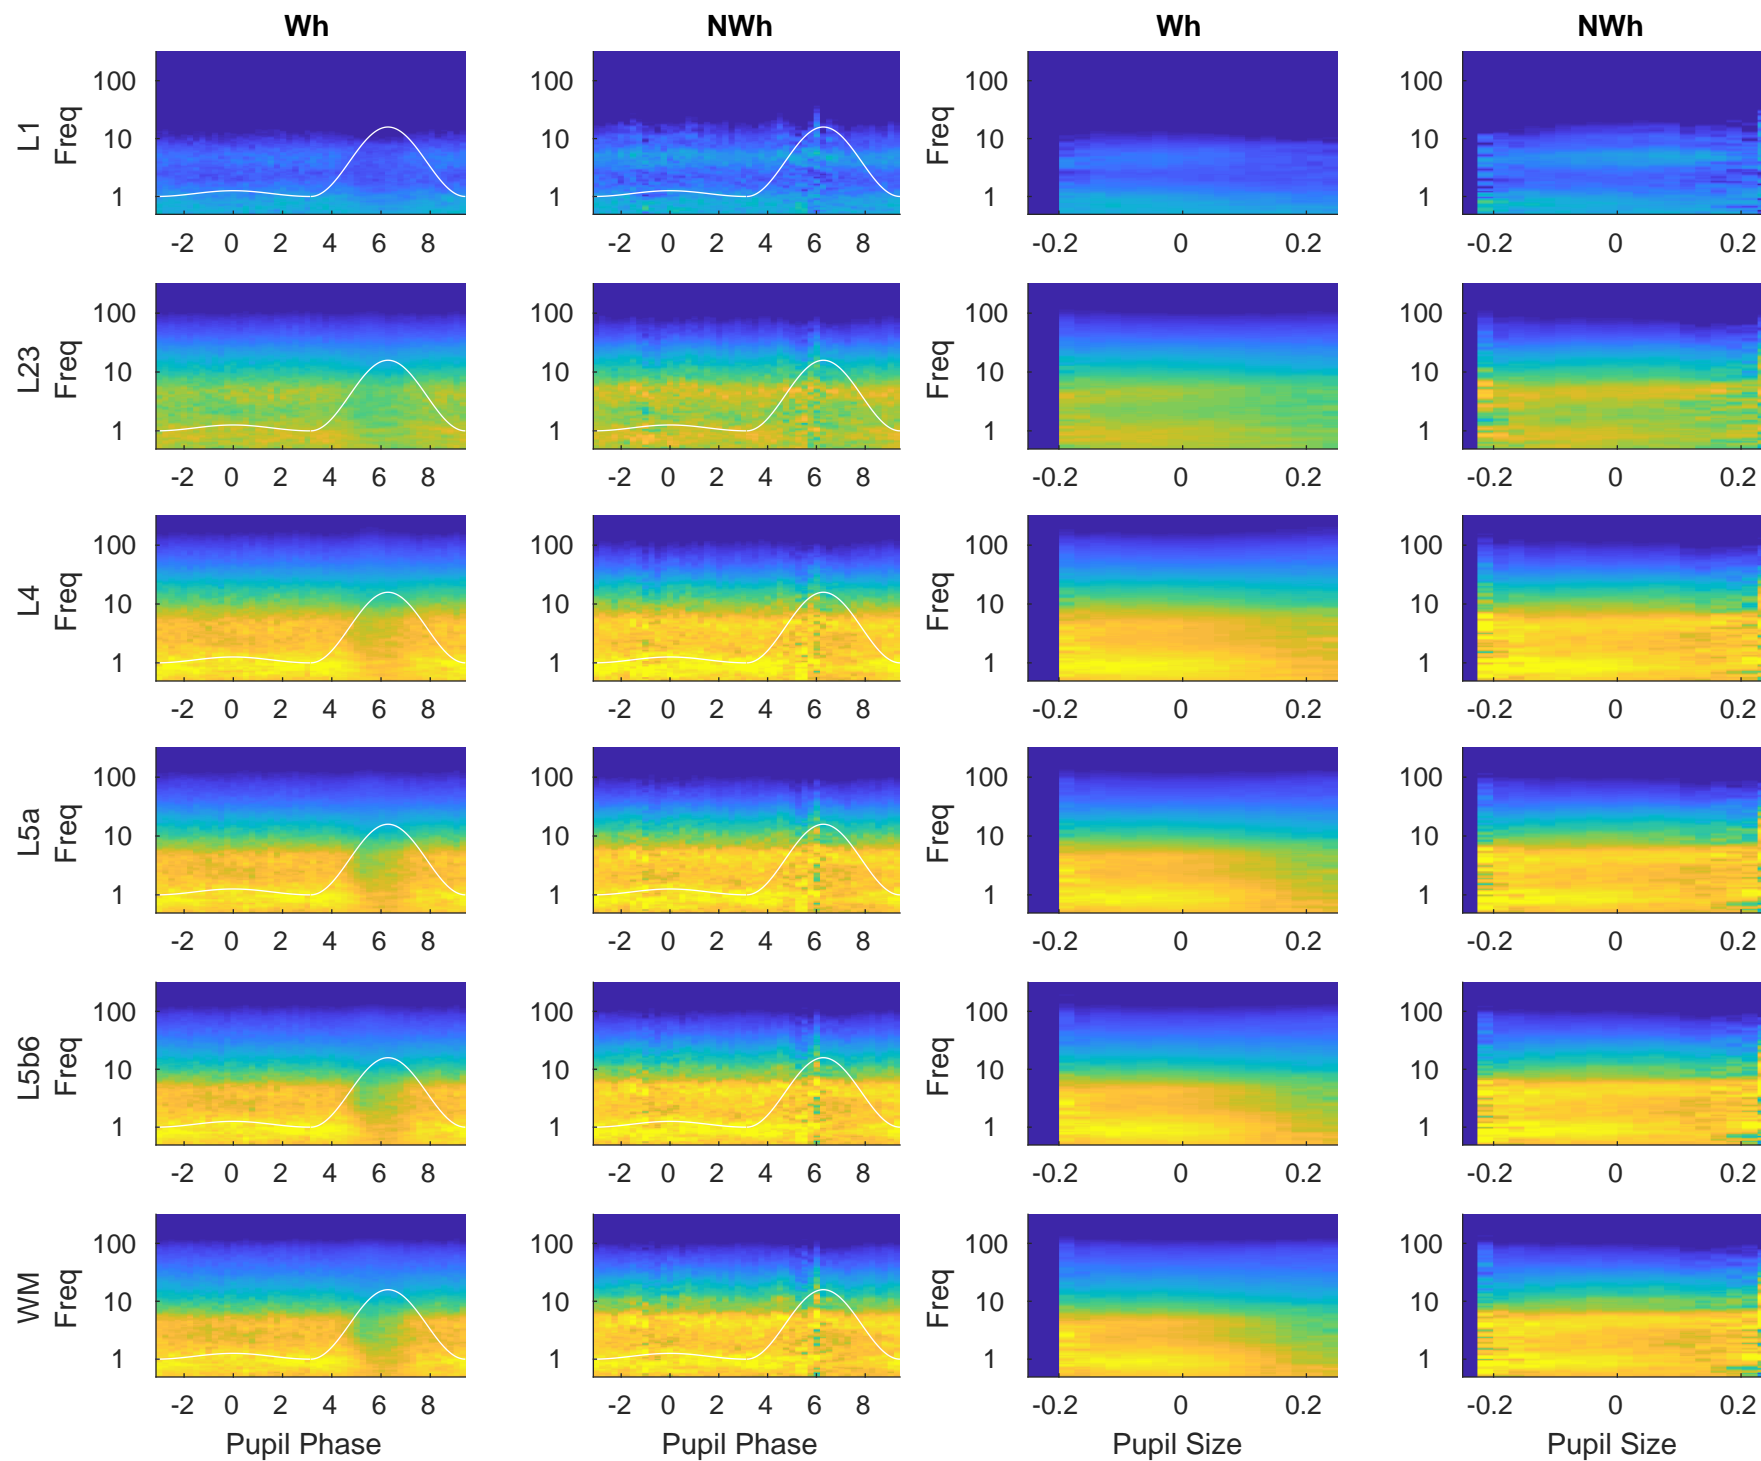 Wh NWh Wh NWh
L1 Freq 100 10 1 100 10 1 Freq 100 10 1 100 10 1
-2 0 2 4 6 8 -2 0 2 4 6 8 -0.2 0 0.2 -0.2 0 0.2
L23 Freq 100 10 1 100 10 1 Freq 100 10 1 100 10 1
-2 0 2 4 6 8 -2 0 2 4 6 8 -0.2 0 0.2 -0.2 0 0.2
L4 Freq 100 10 1 100 10 1 Freq 100 10 1 100 10 1
-2 0 2 4 6 8 -2 0 2 4 6 8 -0.2 0 0.2 -0.2 0 0.2
L5a Freq 100 10 1 100 10 1 Freq 100 10 1 100 10 1
-2 0 2 4 6 8 -2 0 2 4 6 8 -0.2 0 0.2 -0.2 0 0.2
L5b6 Freq 100 10 1 100 10 1 Freq 100 10 1 100 10 1
-2 0 2 4 6 8 -2 0 2 4 6 8 -0.2 0 0.2 -0.2 0 0.2
WM Freq 100 10 1 100 10 1 Freq 100 10 1 100 10 1
-2 0 2 4 6 8 -2 0 2 4 6 8 -0.2 0 0.2 -0.2 0 0.2
Pupil Phase Pupil Phase Pupil Size Pupil Size